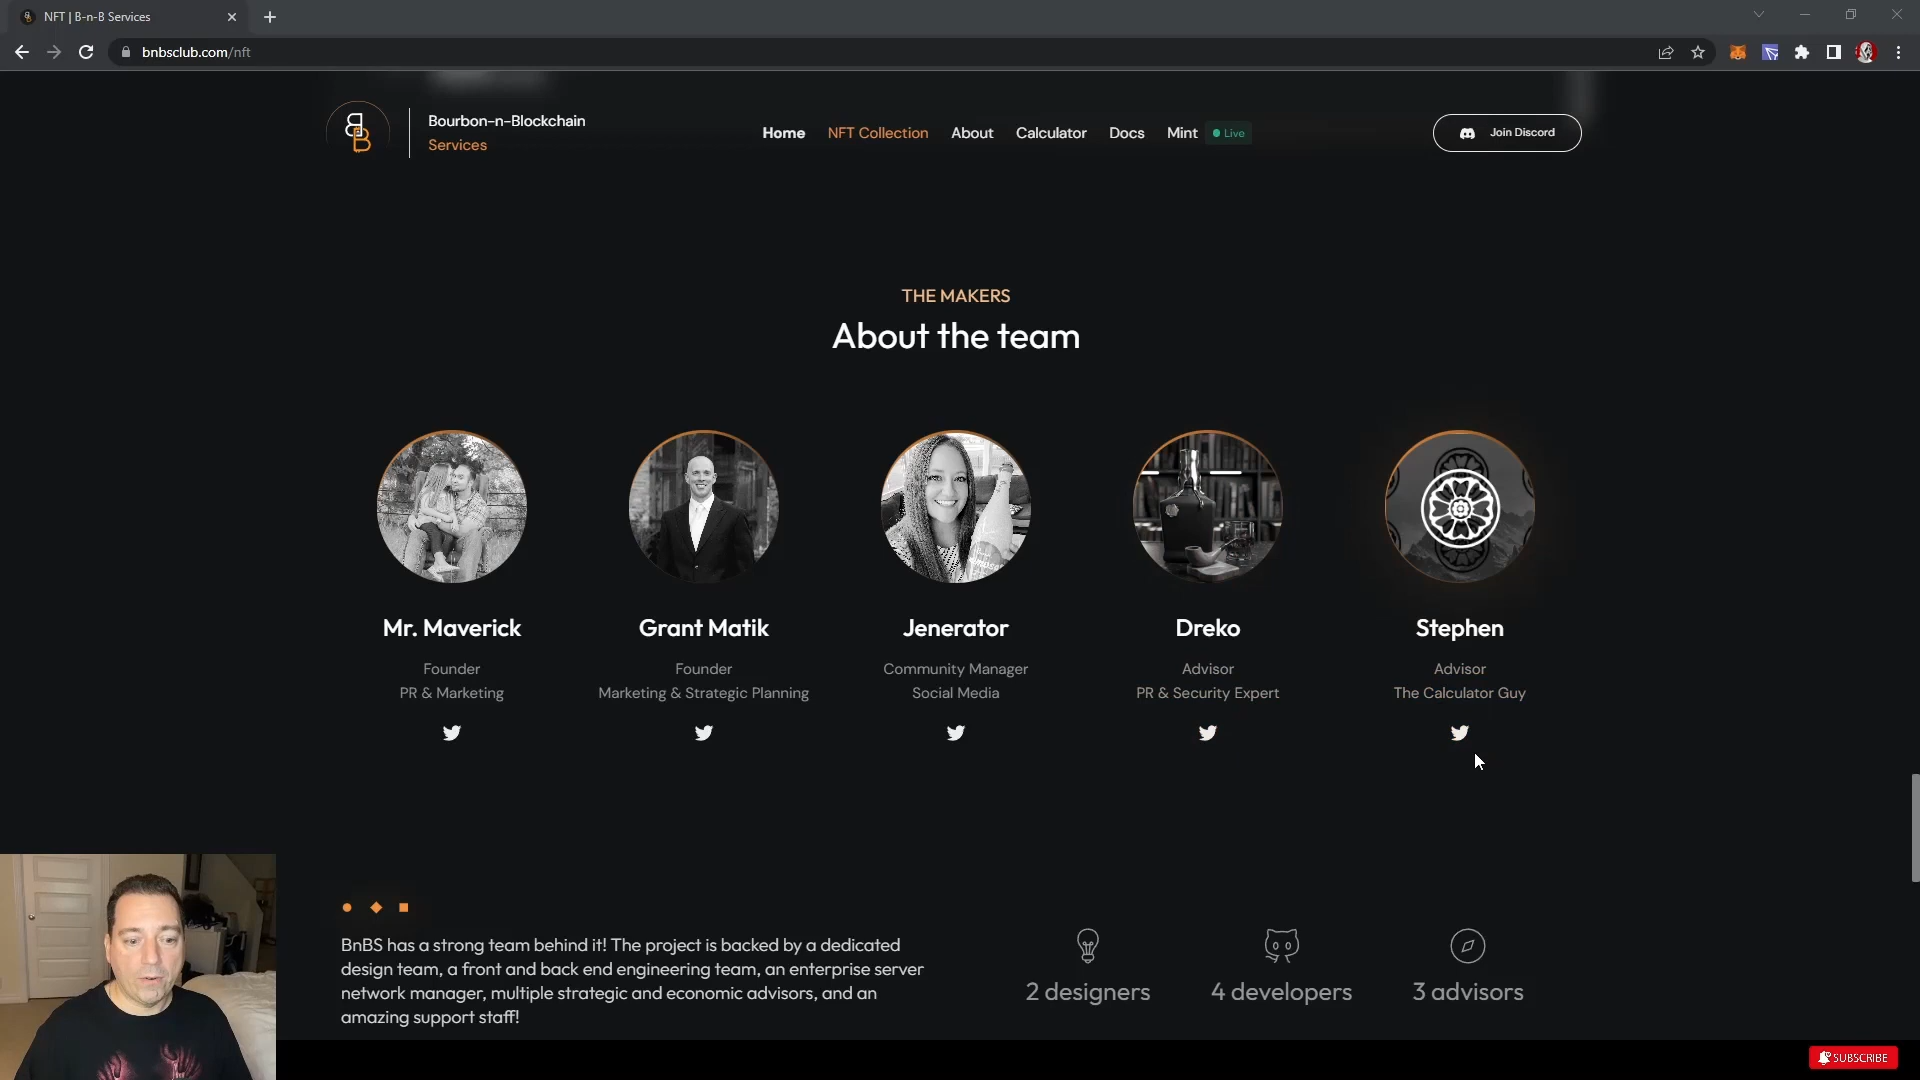 NFT | B-n-B Services
bnbsclub.com/nft
Bourbon-n-Blockchain
Services
Home
NFT Collection
About
Calculator
Docs
Mint
Live
Join Discord
THE MAKERS
About the team
Mr. Maverick
Founder
PR & Marketing
Grant Matik
Founder
Marketing & Strategic Planning
Jenerator
Community Manager
Social Media
Dreko
Advisor
PR & Security Expert
Stephen
Advisor
The Calculator Guy
BnBS has a strong team behind it! The project is backed by a dedicated
design team, a front and back end engineering team, an enterprise server
network manager, multiple strategic and economic advisors, and an
amazing support staff!
2 designers
4 developers
3 advisors
SUBSCRIBE